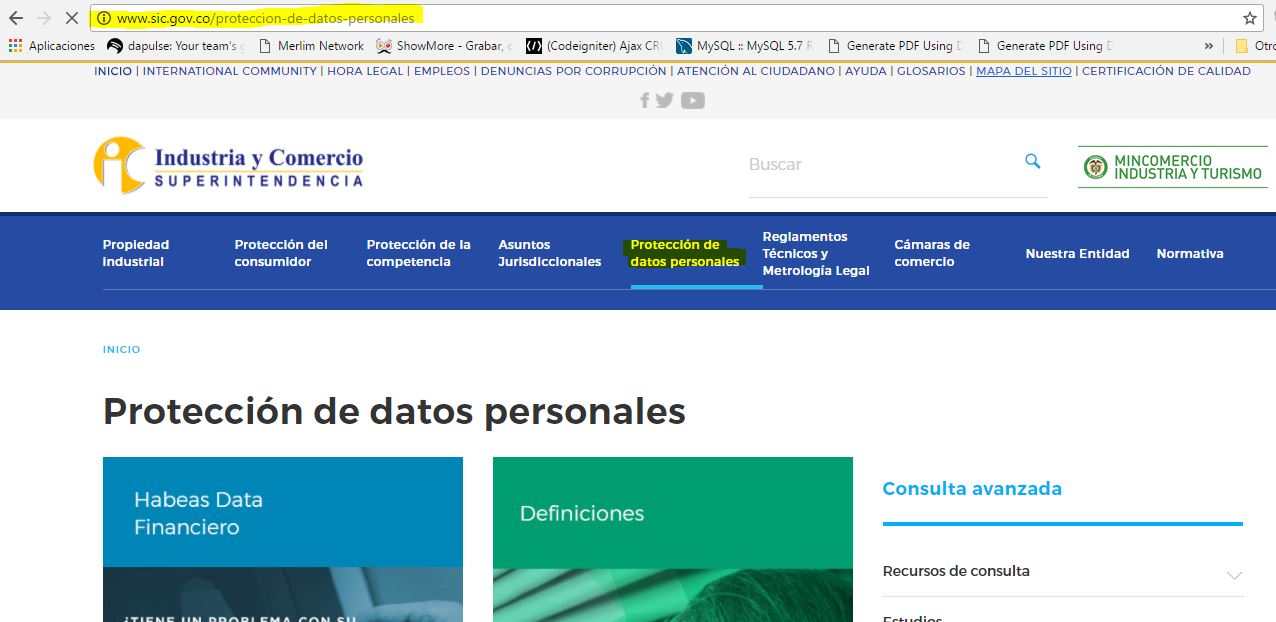 www.sic.gov.co/proteccion-de-datos-personales
Aplicaciones dapulse: Your team's Merlim Network ShowMore - Grabar, c (Codeigniter) Ajax CRU MySQL :: MySQL 5.7 R Generate PDF Using Generate PDF Using » Otro
INICIO | INTERNATIONAL COMMUNITY | HORA LEGAL | EMPLEOS | DENUNCIAS POR CORRUPCIÓN | ATENCIÓN AL CIUDADANO | AYUDA | GLOSARIOS | MAPA DEL SITIO | CERTIFICACIÓN DE CALIDAD
Industria y Comercio
SUPERINTENDENCIA
Buscar
MINCOMERCIO
INDUSTRIA Y TURISMO
Propiedad
industrial
Protección del
consumidor
Protección de la
competencia
Asuntos
Jurisdiccionales
Protección de
datos personales
Reglamentos
Técnicos y
Metrología Legal
Cámaras de
comercio
Nuestra Entidad
Normativa
INICIO
Protección de datos personales
Habeas Data
Financiero
Definiciones
Consulta avanzada
Recursos de consulta
¿TIENE UN PROBLEMA CON SU
Estudios